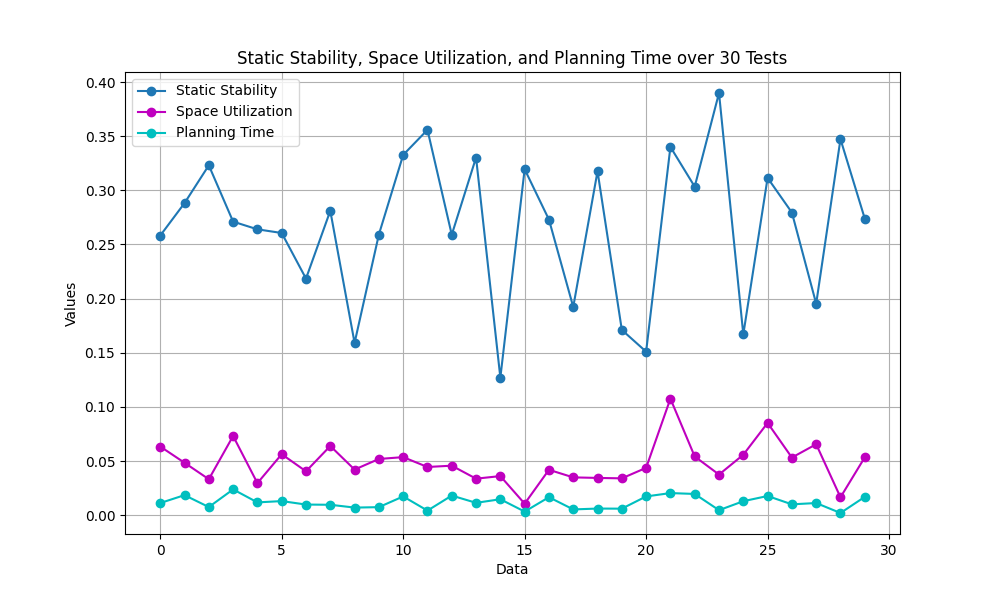 Static Stability, Space Utilization, and Planning Time over 30 Tests
Static Stability
Space Utilization
Planning Time
Values
0.40
0.35
0.30
0.25
0.20
0.15
0.10
0.05
0.00
0 5 10 15 20 25 30
Data